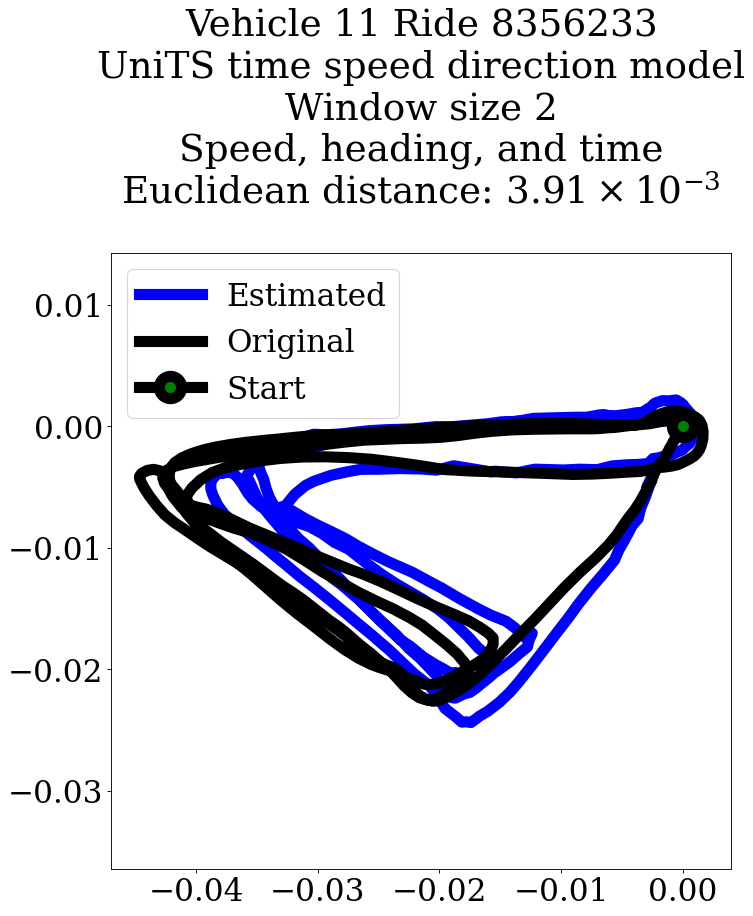 Vehicle 11 Ride 8356233
UniTS time speed direction model
Window size 2
Speed, heading, and time
Euclidean distance: 3.91 × 10⁻³
Estimated
Original
Start
0.01
0.00
−0.01
−0.02
−0.03
−0.04 −0.03 −0.02 −0.01 0.00